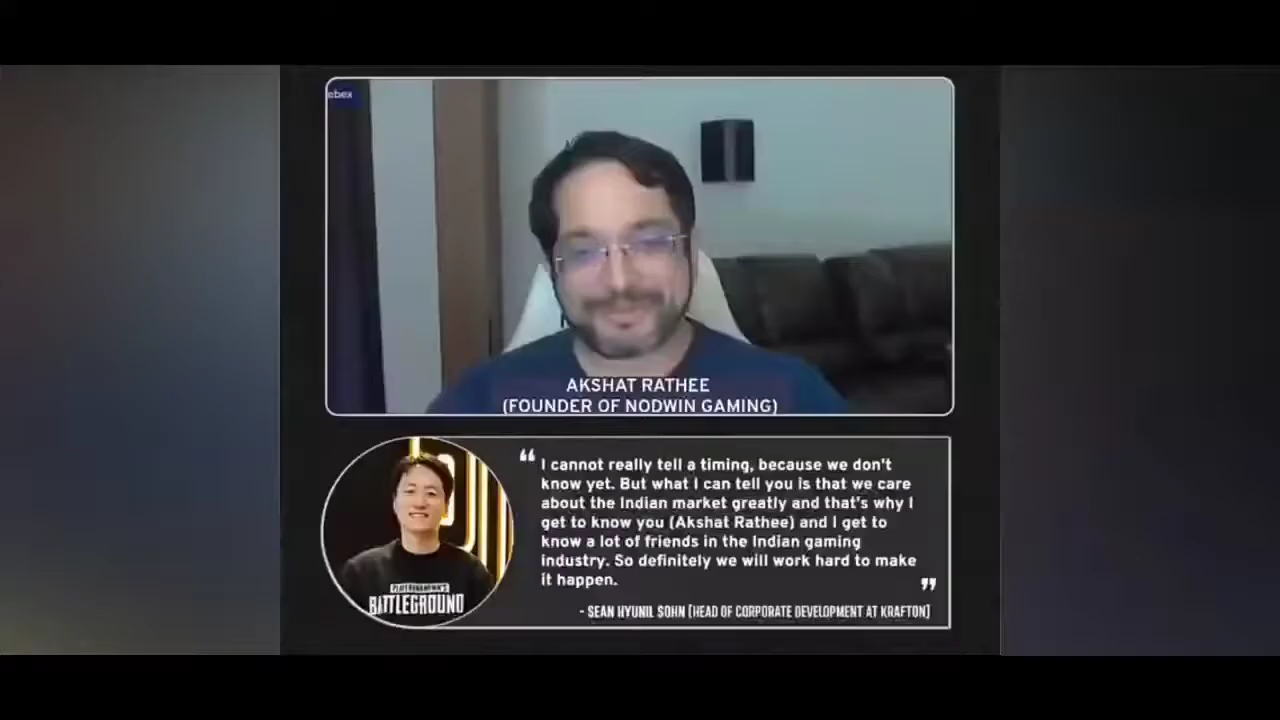 ebex
AKSHAT RATHEE
(FOUNDER OF NODWIN GAMING)
“ I cannot really tell a timing, because we don't
know yet. But what I can tell you is that we care
about the Indian market greatly and that's why I
get to know you (Akshat Rathee) and I get to
know a lot of friends in the Indian gaming
industry. So definitely we will work hard to make
it happen. ”
- SEAN HYUNIL SOHN [HEAD OF CORPORATE DEVELOPMENT AT KRAFTON]
PLAYERUNKNOWN'S
BATTLEGROUND